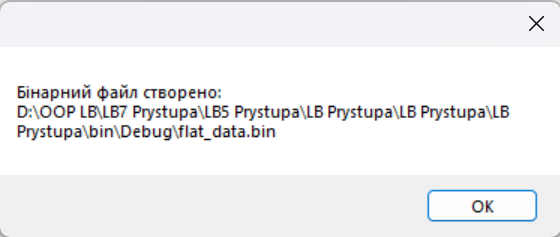 Бінарний файл створено:
D:\OOP LB\LB7 Prystupa\LB5 Prystupa\LB Prystupa\LB Prystupa\LB
Prystupa\bin\Debug\flat_data.bin
OK